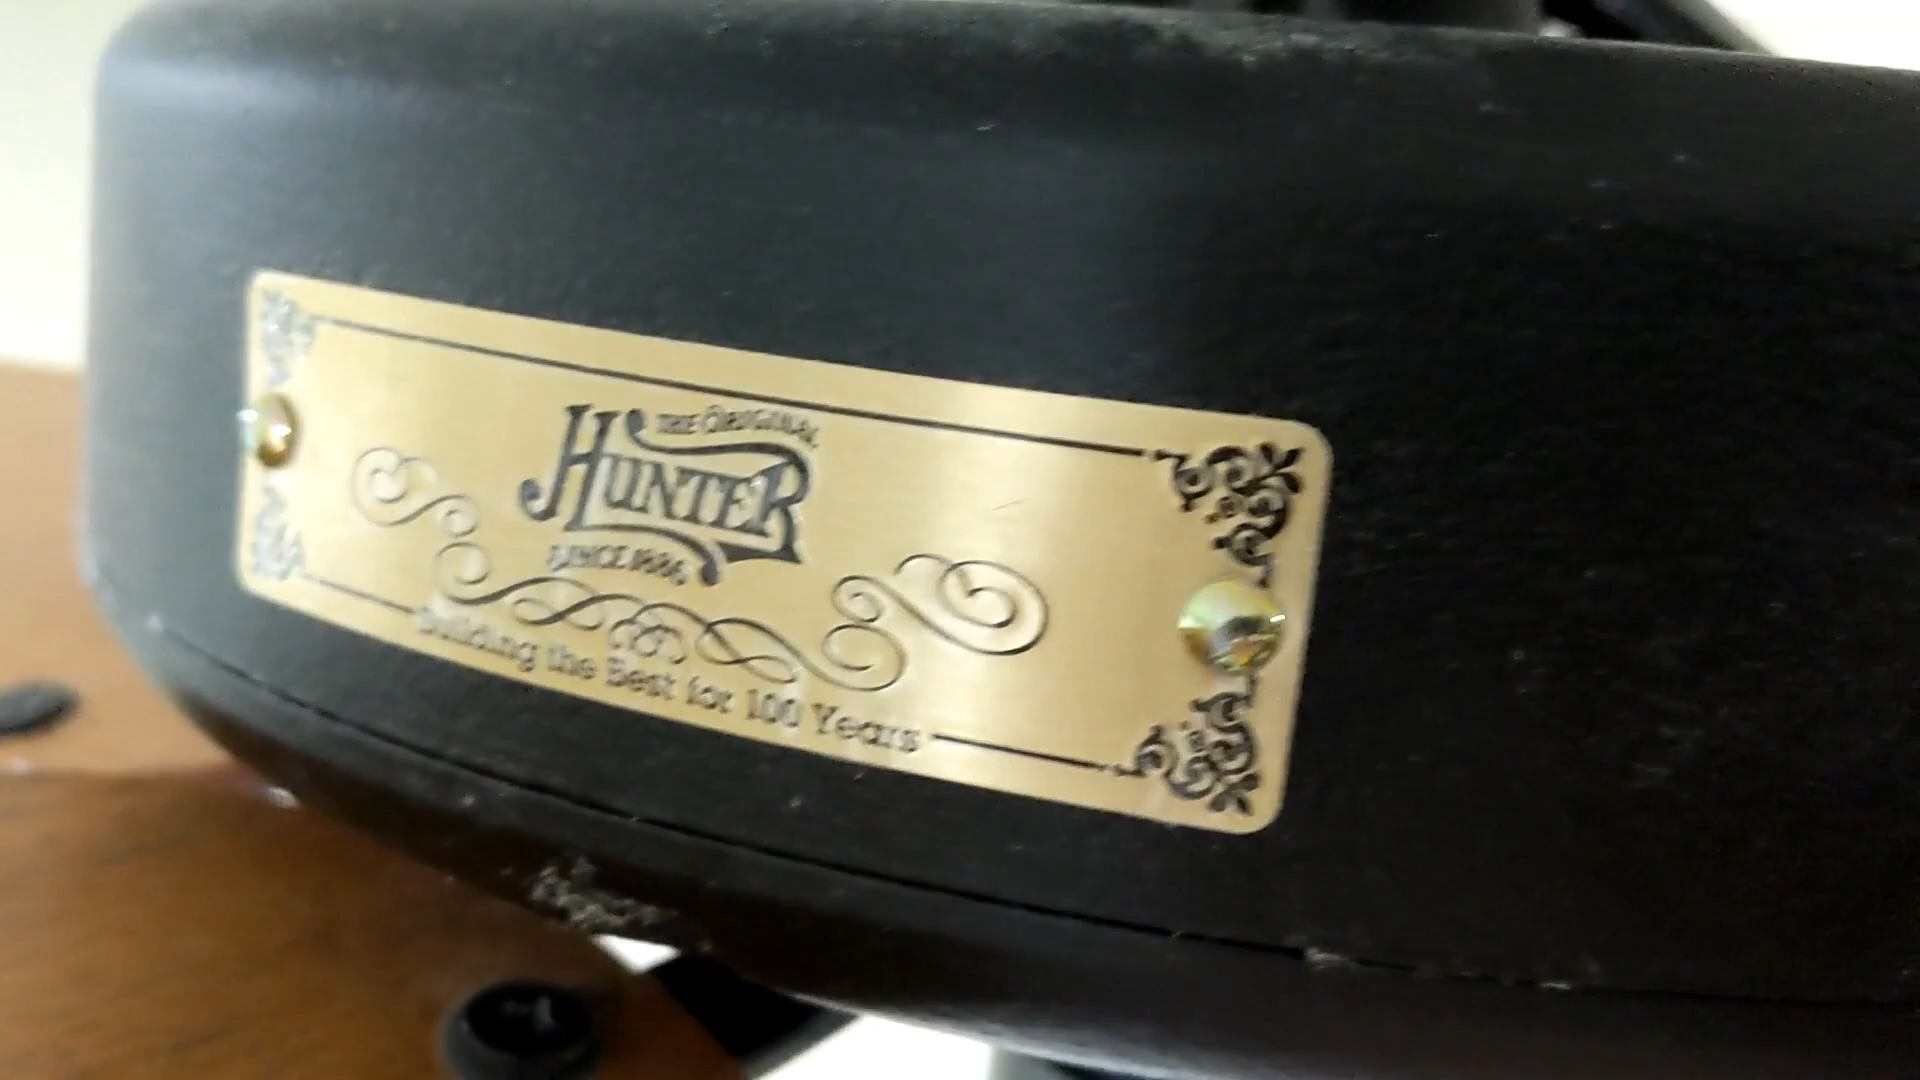 THE ORIGINAL
HUNTER
SINCE 1886
Building the Best for 100 Years